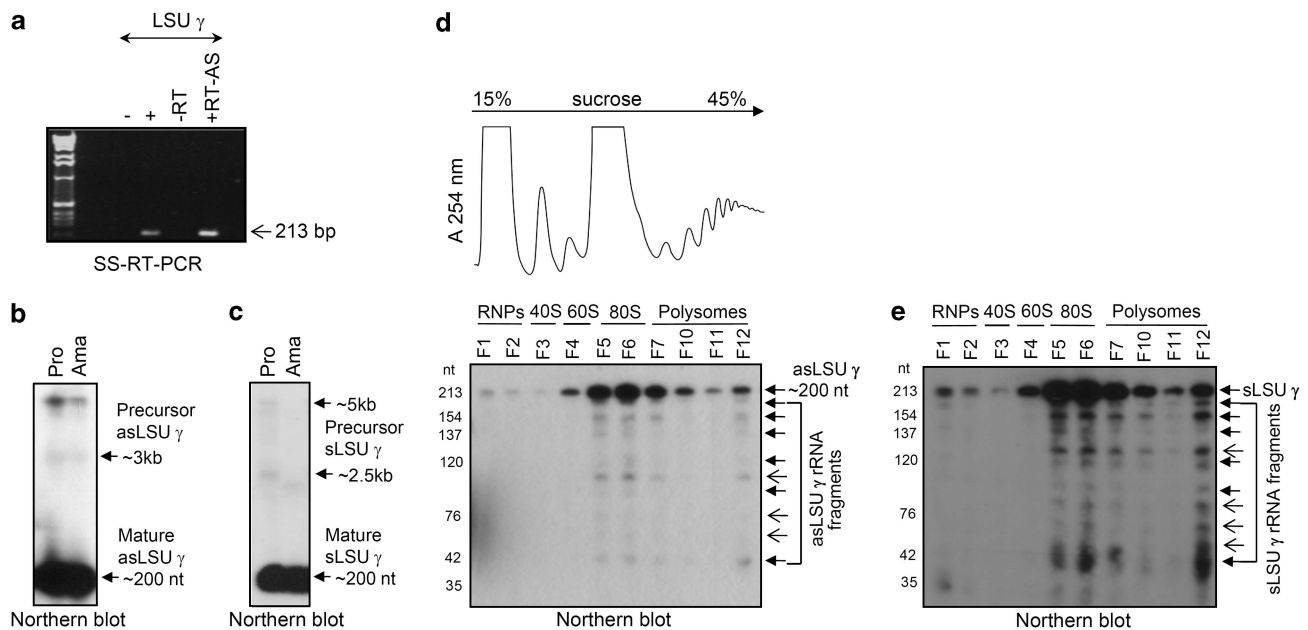 a
LSU γ
-
+
-RT
+RT-AS
213 bp
SS-RT-PCR
b
Pro
Ama
Precursor
asLSU γ
~3kb
Mature
asLSU γ
~200 nt
Northern blot
c
Pro
Ama
~5kb
Precursor
sLSU γ
~2.5kb
Mature
sLSU γ
~200 nt
Northern blot
d
15% sucrose 45%
A 254 nm
RNPs 40S 60S 80S Polysomes
F1 F2 F3 F4 F5 F6 F7 F10 F11 F12
nt
213
154
137
120
76
42
35
asLSU γ
~200 nt
asLSU γ rRNA
fragments
Northern blot
e
RNPs 40S 60S 80S Polysomes
F1 F2 F3 F4 F5 F6 F7 F10 F11 F12
nt
213
154
137
120
76
42
35
sLSU γ
sLSU γ rRNA fragments
Northern blot